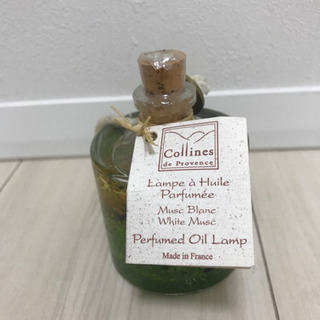 Collines
de Provence
Lampe à Huile
Parfumée
Musc Blanc
White Musc
Perfumed Oil Lamp
Made in France